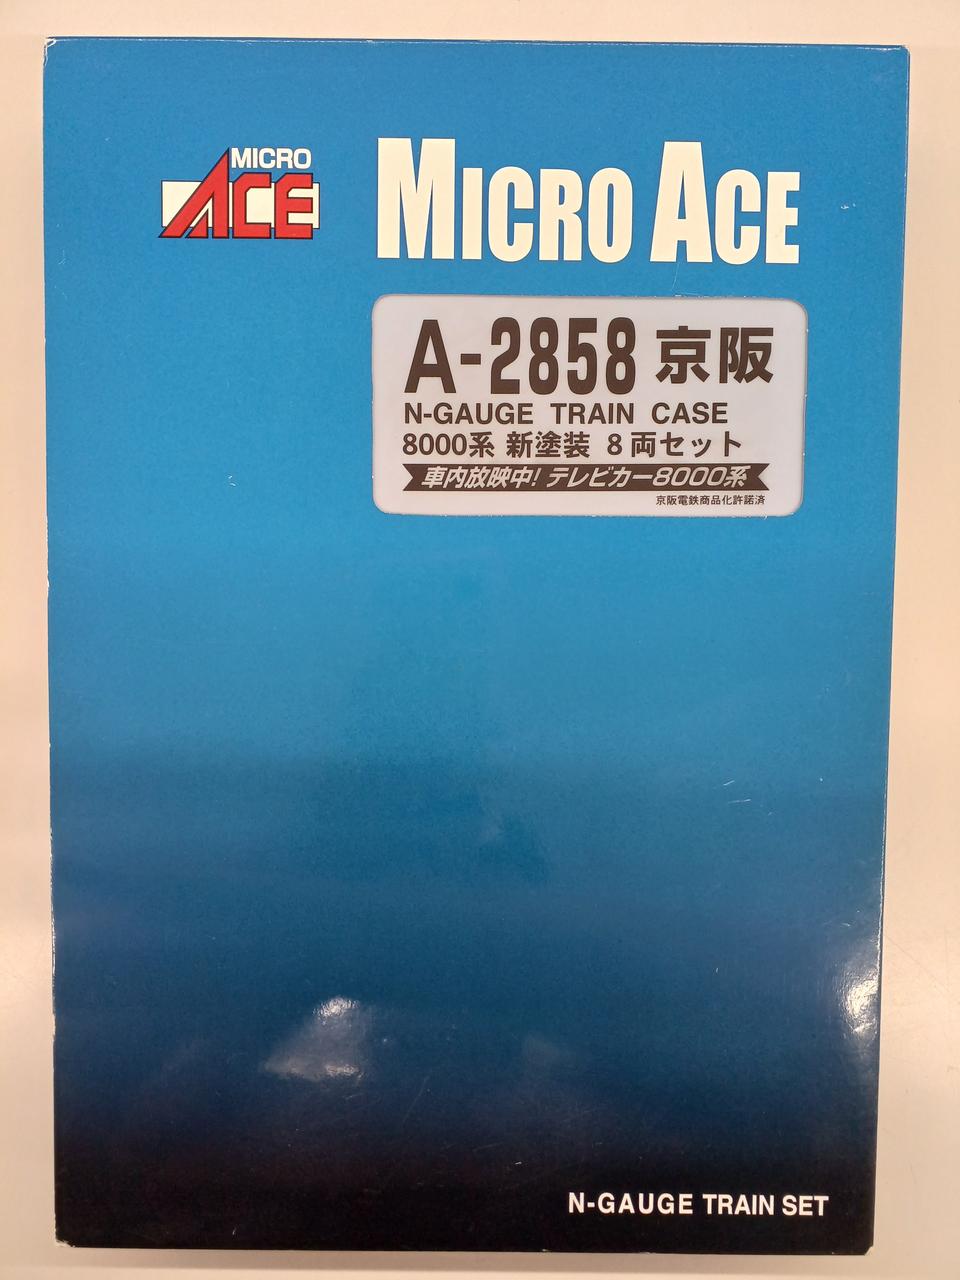 MICRO
ACE
MICRO ACE
A-2858 京阪
N-GAUGE TRAIN CASE
8000系 新塗装 8両セット
車内放映中! テレビカー8000系
京阪電鉄商品化許諾済
N-GAUGE TRAIN SET